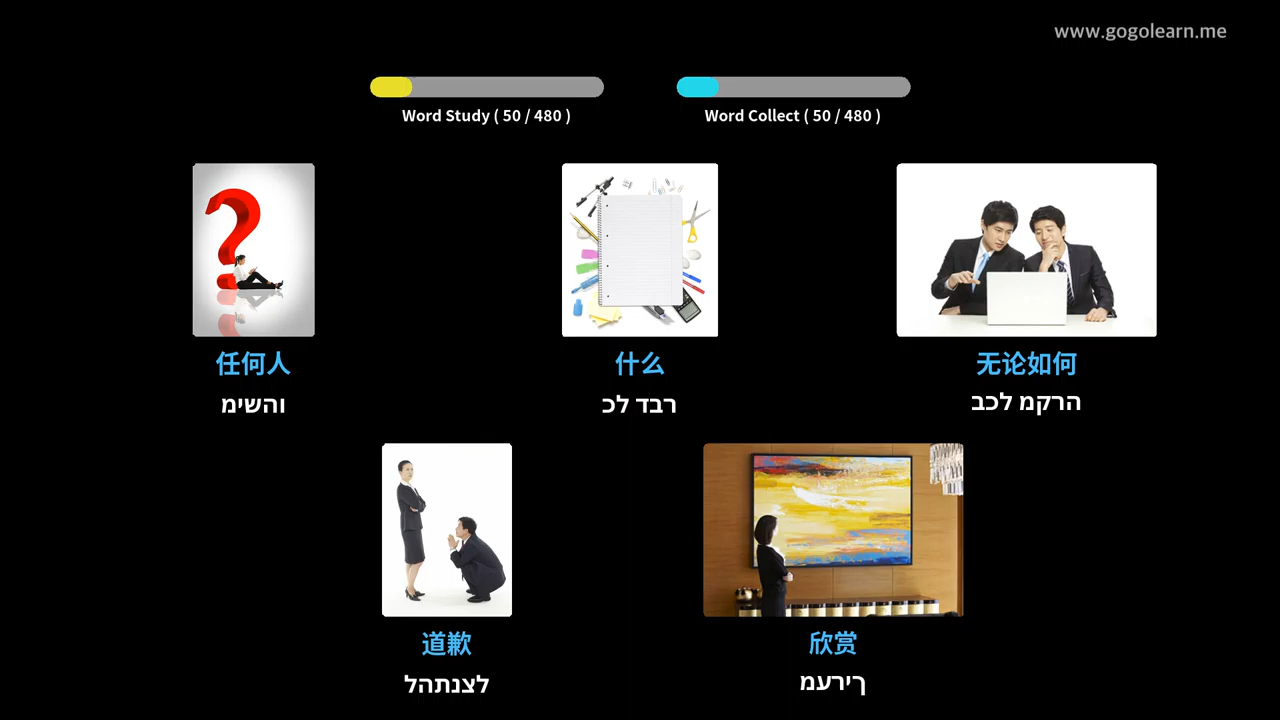 www.gogolearn.me
Word Study ( 50 / 480 )
Word Collect ( 50 / 480 )
任何人
והשימ
什么
רבד לכ
无论如何
הרקמ לכב
道歉
לצנתהל
欣赏
ךירעמ